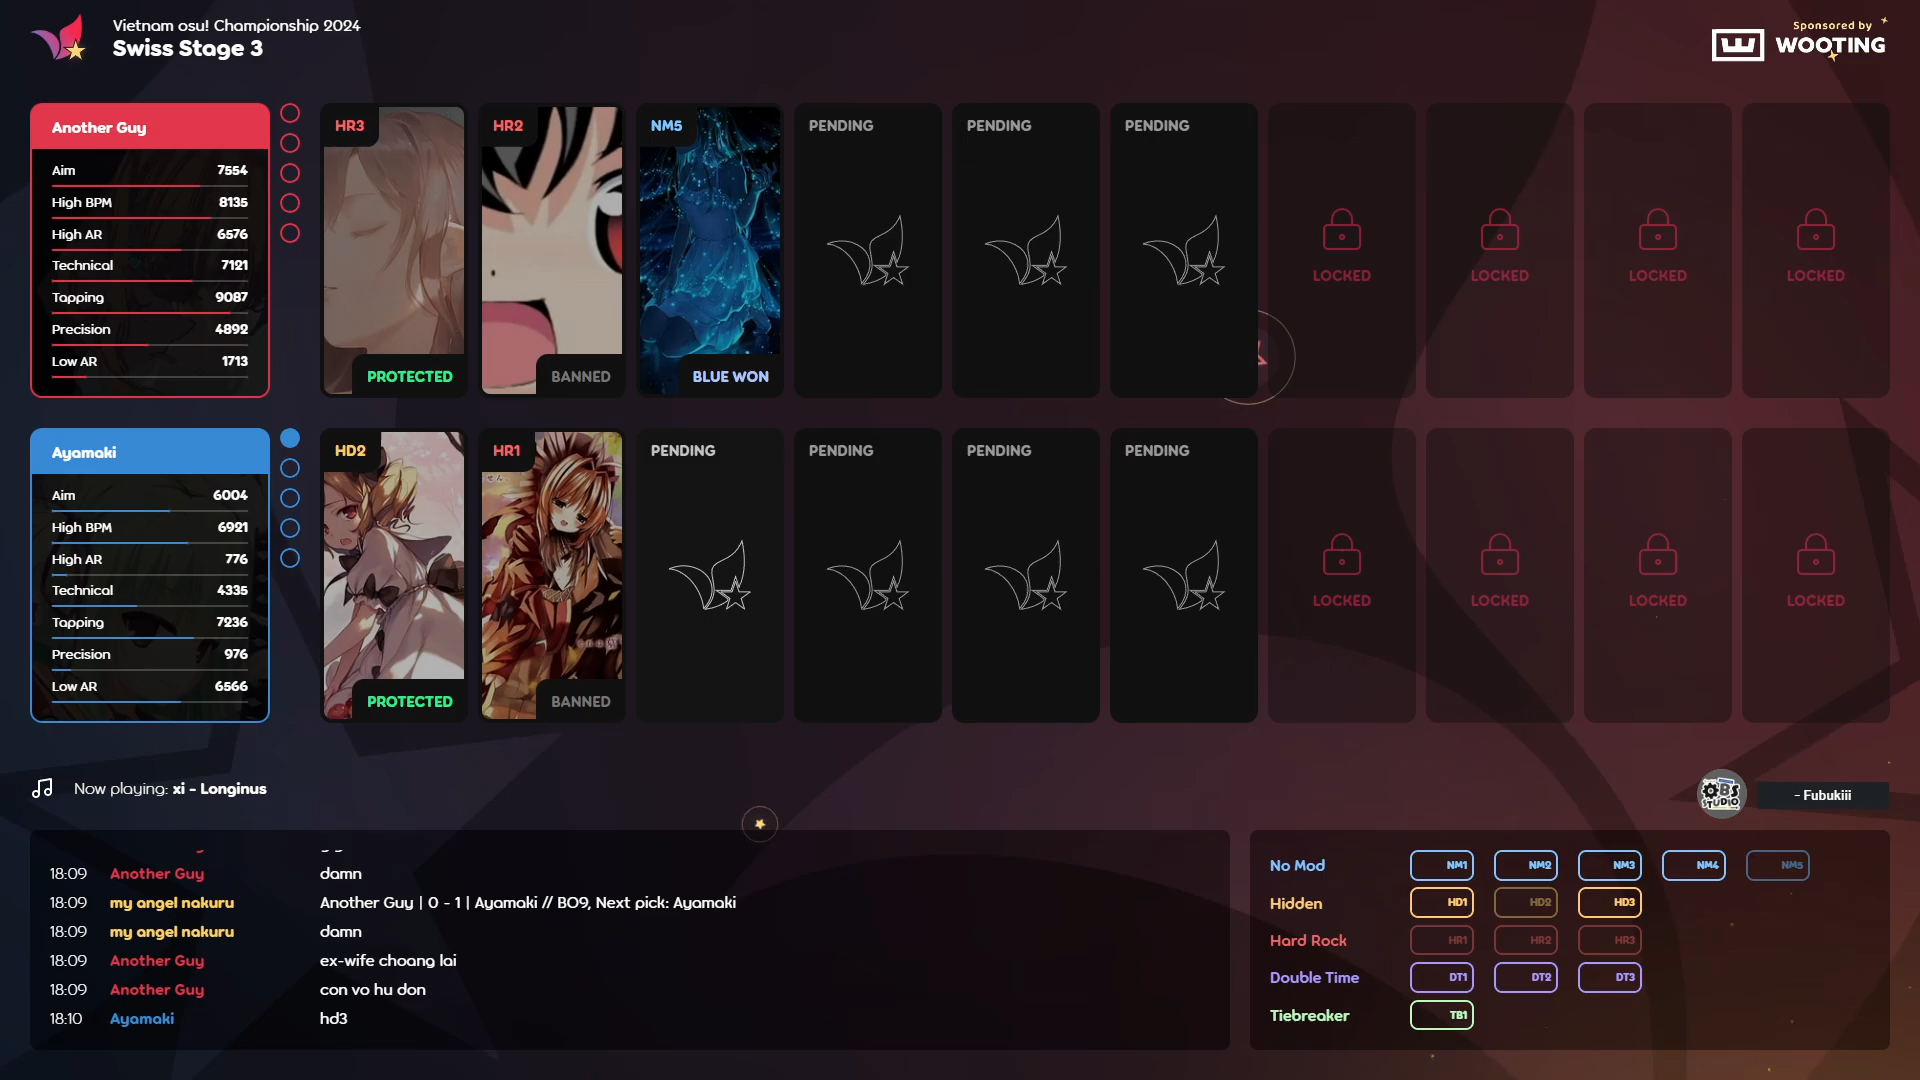 Vietnam osu! Championship 2024
Swiss Stage 3
Sponsored by
WOOTING
Another Guy
Aim 7554
High BPM 8135
High AR 6576
Technical 7121
Tapping 9087
Precision 4892
Low AR 1713
HR3
PROTECTED
HR2
BANNED
NM5
BLUE WON
PENDING
PENDING
PENDING
LOCKED
LOCKED
LOCKED
LOCKED
Ayamaki
Aim 6004
High BPM 6921
High AR 776
Technical 4335
Tapping 7236
Precision 976
Low AR 6566
HD2
PROTECTED
HR1
BANNED
PENDING
PENDING
PENDING
PENDING
LOCKED
LOCKED
LOCKED
LOCKED
Now playing: xi - Longinus
OBS
STUDIO
- Fubukiii
18:09 Another Guy damn
18:09 my angel nakuru Another Guy | 0 - 1 | Ayamaki // BO9, Next pick: Ayamaki
18:09 my angel nakuru damn
18:09 Another Guy ex-wife choang lai
18:09 Another Guy con vo hu don
18:10 Ayamaki hd3
No Mod NM1 NM2 NM3 NM4 NM5
Hidden HD1 HD2 HD3
Hard Rock HR1 HR2 HR3
Double Time DT1 DT2 DT3
Tiebreaker TB1